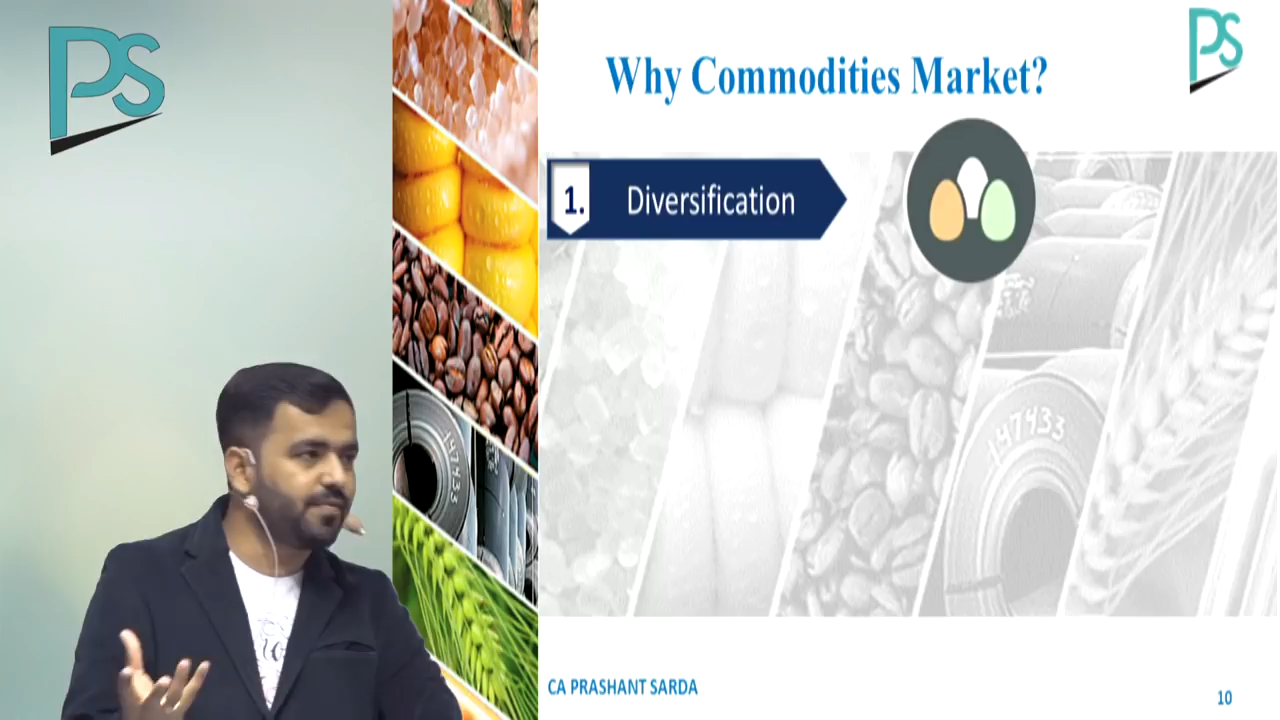 PS
Why Commodities Market?
PS
1. Diversification
147433
147433
CA PRASHANT SARDA
10